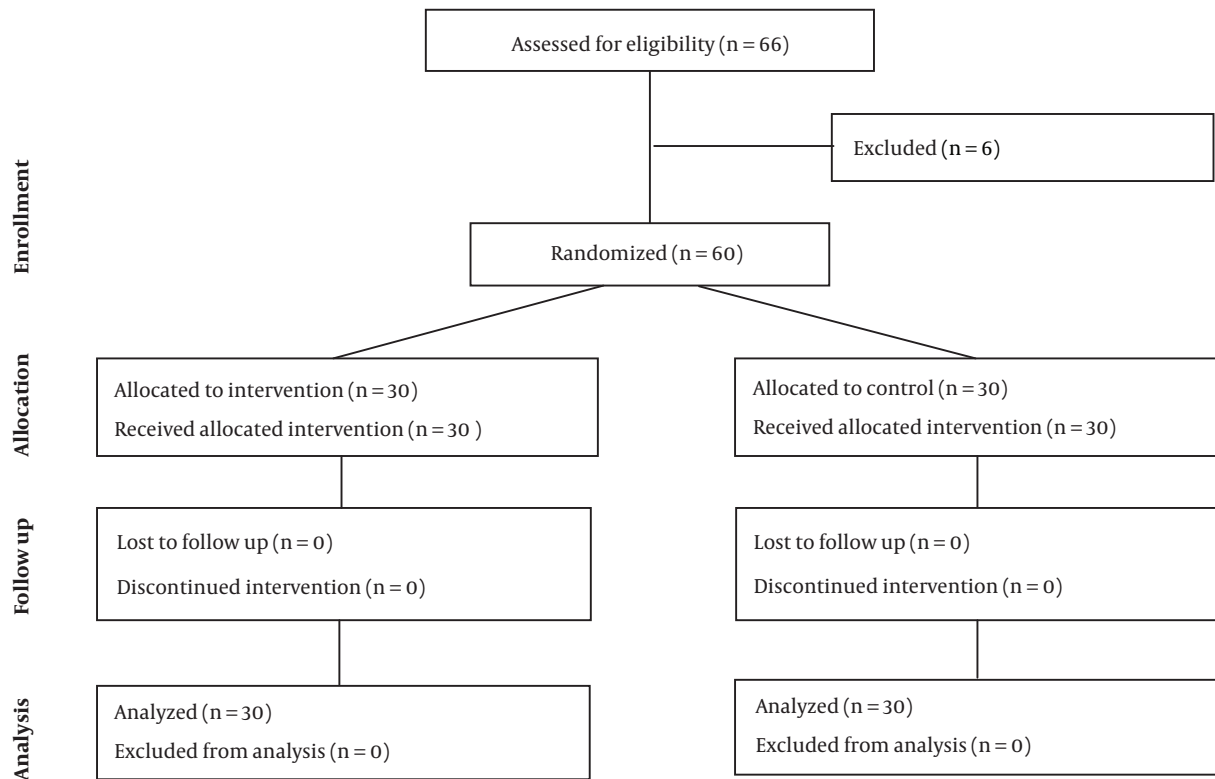 Assessed for eligibility (n = 66)
Excluded (n = 6)
Enrollment
Randomized (n = 60)
Allocation
Allocated to intervention (n = 30)
Received allocated intervention (n = 30 )
Allocated to control (n = 30)
Received allocated intervention (n = 30)
Follow up
Lost to follow up (n = 0)
Discontinued intervention (n = 0)
Lost to follow up (n = 0)
Discontinued intervention (n = 0)
Analysis
Analyzed (n = 30)
Excluded from analysis (n = 0)
Analyzed (n = 30)
Excluded from analysis (n = 0)